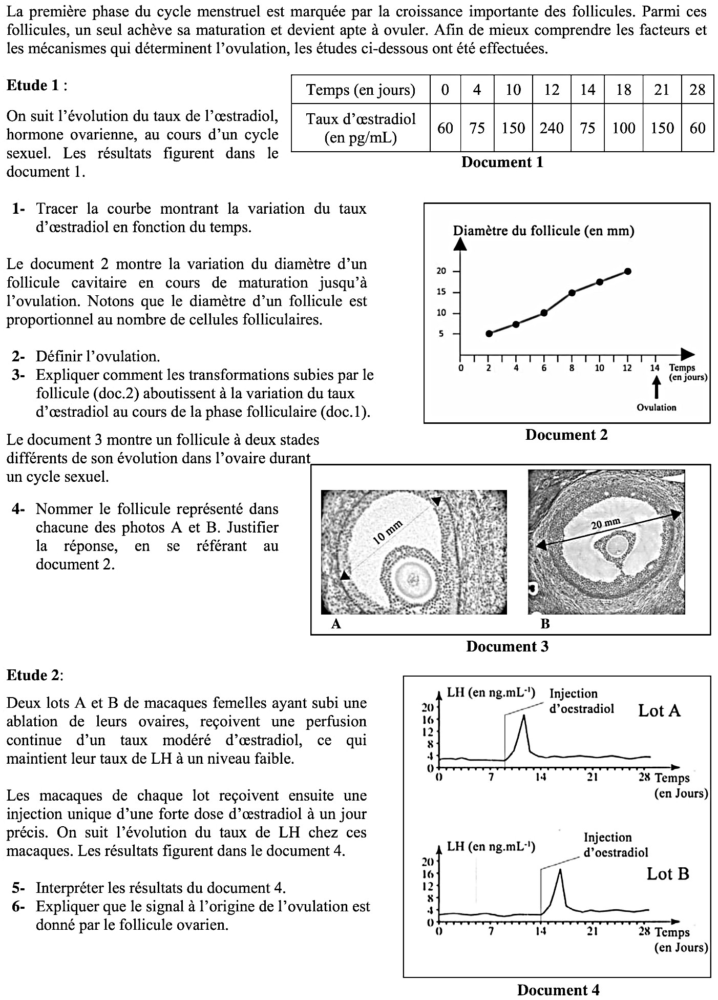 La première phase du cycle menstruel est marquée par la croissance importante des follicules. Parmi ces
follicules, un seul achève sa maturation et devient apte à ovuler. Afin de mieux comprendre les facteurs et
les mécanismes qui déterminent l’ovulation, les études ci-dessous ont été effectuées.
Etude 1 :
On suit l’évolution du taux de l’œstradiol,
hormone ovarienne, au cours d’un cycle
sexuel. Les résultats figurent dans le
document 1.
Temps (en jours) 0 4 10 12 14 18 21 28
Taux d’œstradiol
(en pg/mL) 60 75 150 240 75 100 150 60
Document 1
1- Tracer la courbe montrant la variation du taux
d’œstradiol en fonction du temps.
Le document 2 montre la variation du diamètre d’un
follicule cavitaire en cours de maturation jusqu’à
l’ovulation. Notons que le diamètre d’un follicule est
proportionnel au nombre de cellules folliculaires.
2- Définir l’ovulation.
3- Expliquer comment les transformations subies par le
follicule (doc.2) aboutissent à la variation du taux
d’œstradiol au cours de la phase folliculaire (doc.1).
Diamètre du follicule (en mm)
20
15
10
5
0 2 4 6 8 10 12 14 Temps
(en jours)
Ovulation
Document 2
Le document 3 montre un follicule à deux stades
différents de son évolution dans l’ovaire durant
un cycle sexuel.
4- Nommer le follicule représenté dans
chacune des photos A et B. Justifier
la réponse, en se référant au
document 2.
10 mm
20 mm
A B
Document 3
Etude 2:
Deux lots A et B de macaques femelles ayant subi une
ablation de leurs ovaires, reçoivent une perfusion
continue d’un taux modéré d’œstradiol, ce qui
maintient leur taux de LH à un niveau faible.
Les macaques de chaque lot reçoivent ensuite une
injection unique d’une forte dose d’œstradiol à un jour
précis. On suit l’évolution du taux de LH chez ces
macaques. Les résultats figurent dans le document 4.
5- Interpréter les résultats du document 4.
6- Expliquer que le signal à l’origine de l’ovulation est
donné par le follicule ovarien.
LH (en ng.mL⁻¹) Injection
d’oestradiol Lot A
20
16
12
8
4
0
0 7 14 21 28 Temps
(en Jours)
LH (en ng.mL⁻¹) Injection
d’oestradiol
Lot B
20
16
12
8
4
0
0 7 14 21 28 Temps
(en Jours)
Document 4